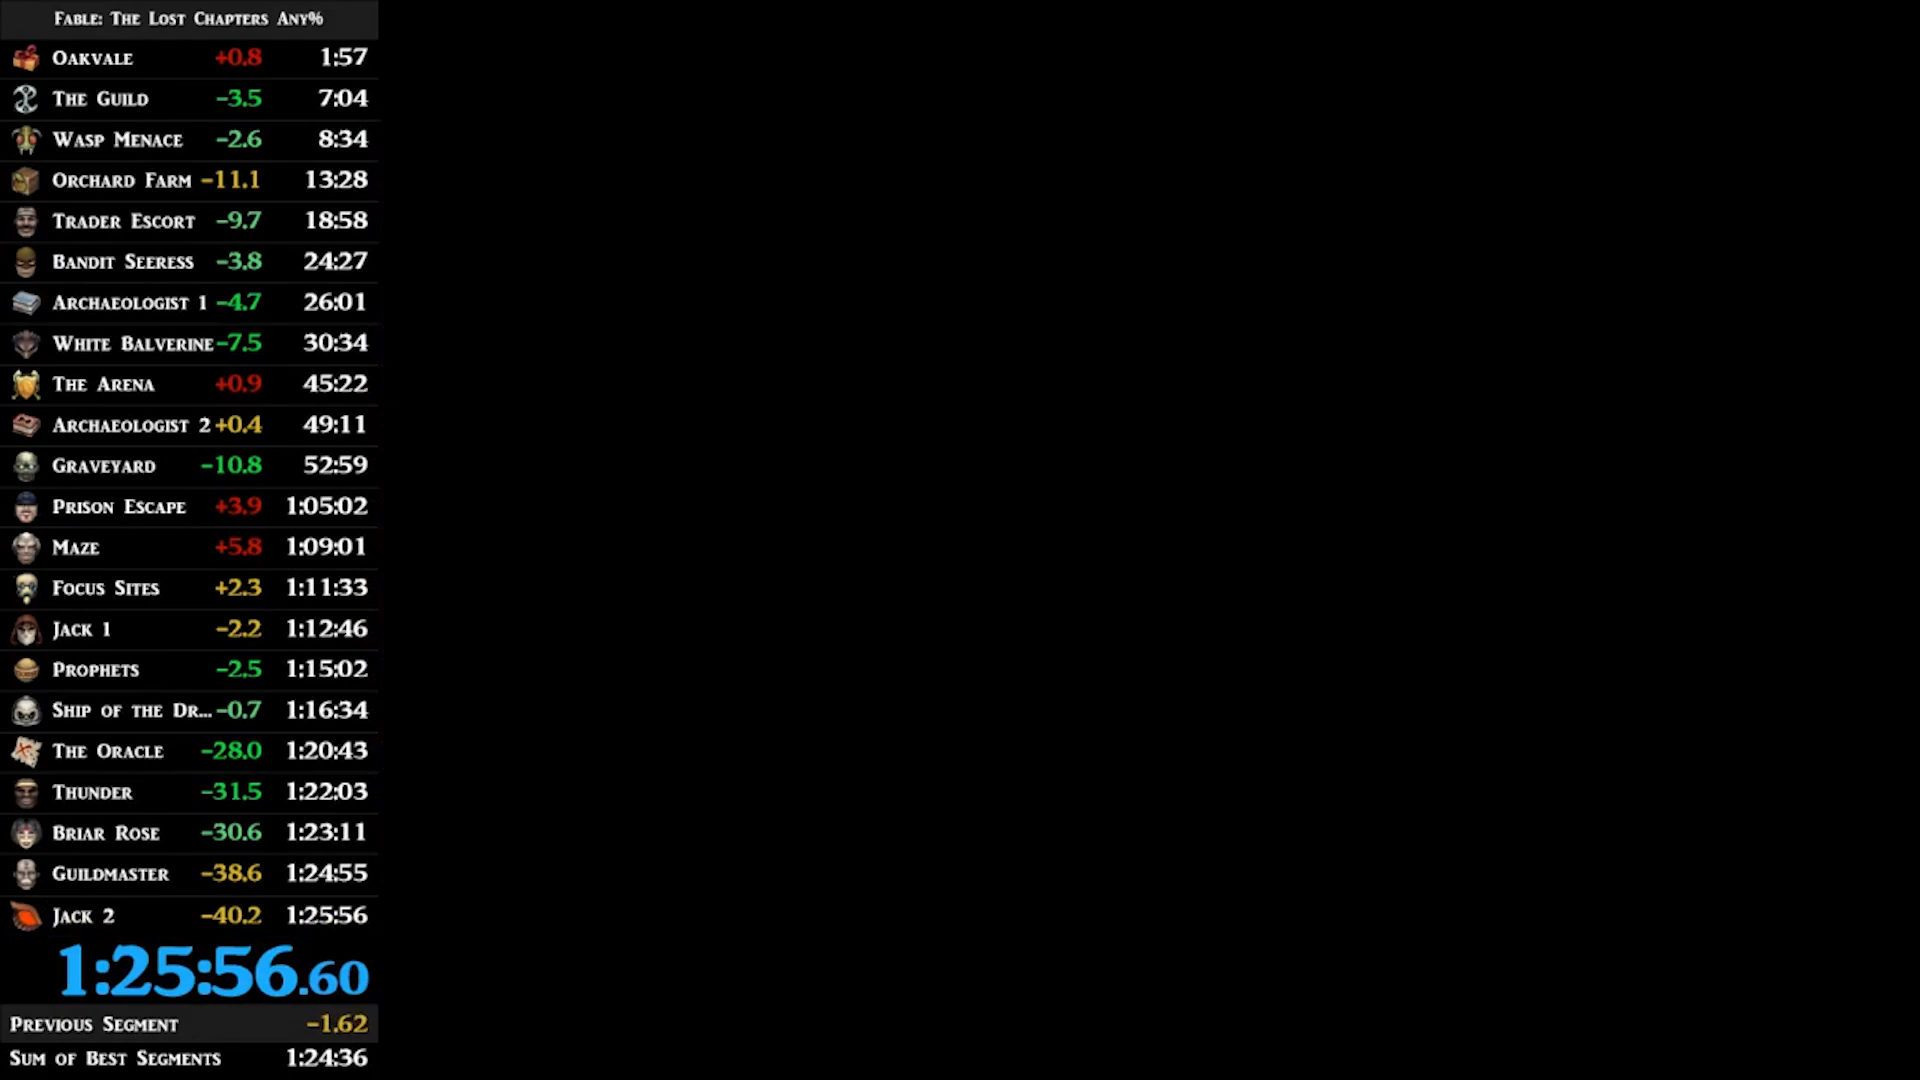 Fable: The Lost Chapters Any%
Oakvale +0.8 1:57
The Guild −3.5 7:04
Wasp Menace −2.6 8:34
Orchard Farm −11.1 13:28
Trader Escort −9.7 18:58
Bandit Seeress −3.8 24:27
Archaeologist 1 −4.7 26:01
White Balverine −7.5 30:34
The Arena +0.9 45:22
Archaeologist 2 +0.4 49:11
Graveyard −10.8 52:59
Prison Escape +3.9 1:05:02
Maze +5.8 1:09:01
Focus Sites +2.3 1:11:33
Jack 1 −2.2 1:12:46
Prophets −2.5 1:15:02
Ship of the Dr... −0.7 1:16:34
The Oracle −28.0 1:20:43
Thunder −31.5 1:22:03
Briar Rose −30.6 1:23:11
Guildmaster −38.6 1:24:55
Jack 2 −40.2 1:25:56
1:25:56.60
Previous Segment −1.62
Sum of Best Segments 1:24:36